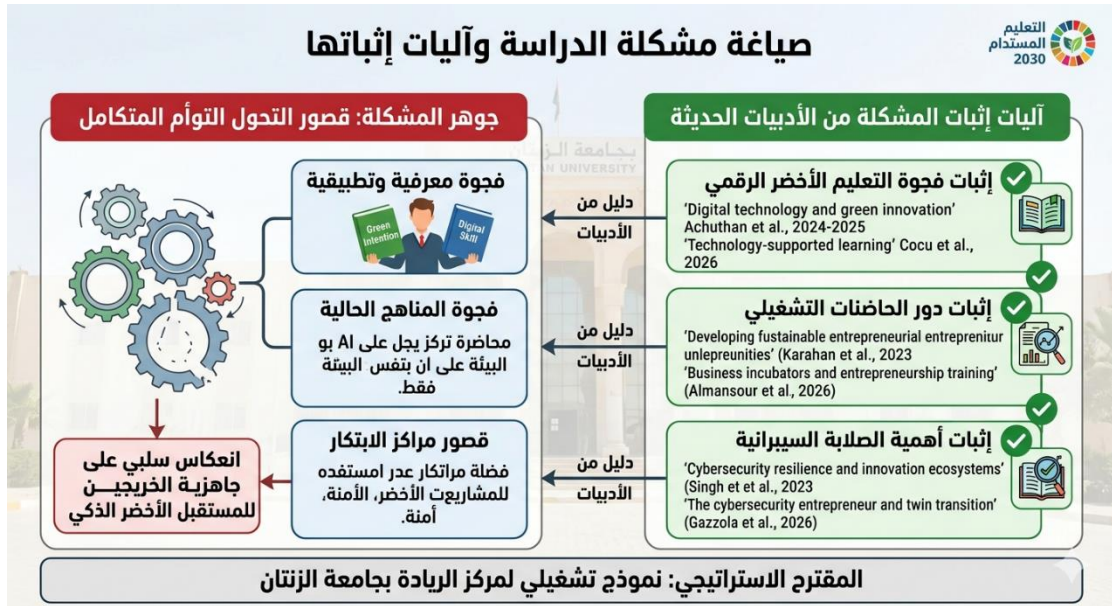 صياغة مشكلة الدراسة وآليات إثباتها
التعليم
المستدام
2030
آليات إثبات المشكلة من الأدبيات الحديثة
إثبات فجوة التعليم الأخضر الرقمي
'Digital technology and green innovation'
Achuthan et al., 2024-2025
'Technology-supported learning' Cocu et al.,
2026
إثبات دور الحاضنات التشغيلي
'Developing fustainable entrepreneurial entreprenitur
unlepreunities' (Karahan et al., 2023
'Business incubators and entrepreneurship training'
(Almansour et al., 2026)
إثبات أهمية الصلابة السيبرانية
'Cybersecurity resilience and innovation ecosystems'
(Singh et et al., 2023
'The cybersecurity entrepreneur and twin transition'
(Gazzola et al., 2026)
دليل من
الأدبيات
دليل من
الأدبيات
دليل من
الأدبيات
جوهر المشكلة: قصور التحول التوأم المتكامل
فجوة معرفية وتطبيقية
Green
Intention
Digital
Skill
فجوة المناهج الحالية
محاضرة تركز يجل على AI بو
البيئة على ان بتفس البيئة
فقط.
قصور مراكز الابتكار
فضلة مراتكار عدر امستفده
للمشاريعت الأخضر، الأمنة،
أمنة.
انعكاس سلبي على
جاهزية الخريجين
للمستقبل الأخضر الذكي
بجامعة الزنتان
UNIVERSITY
المقترح الاستراتيجي: نموذج تشغيلي لمركز الريادة بجامعة الزنتان